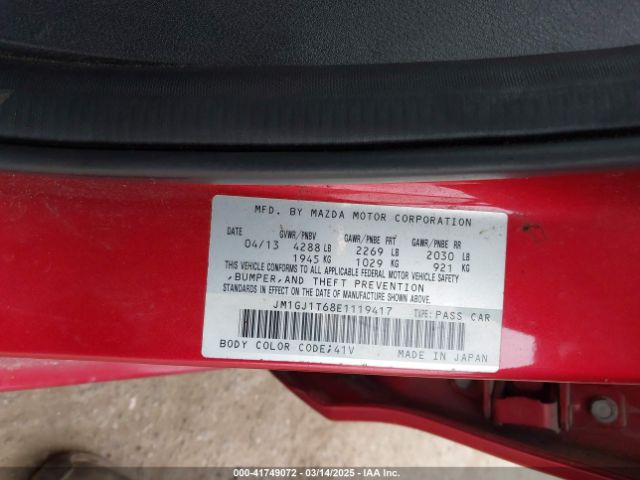 MFD. BY MAZDA MOTOR CORPORATION
DATE GVWR/PNBV GAWR/PNBE FRT GAWR/PNBE RR
04/13 4288 LB 2269 LB 2030 LB
1945 KG 1029 KG 921 KG
THIS VEHICLE CONFORMS TO ALL APPLICABLE FEDERAL MOTOR VEHICLE SAFETY
,BUMPER,AND THEFT PREVENTION
STANDARDS IN EFFECT ON THE DATE OF MANUFACTURE SHOWN ABOVE.
JM1GJ1T68E1119417 TYPE: PASS CAR
BODY COLOR CODE;41V MADE IN JAPAN
000-41749072 — 03/14/2025 — IAA Inc.